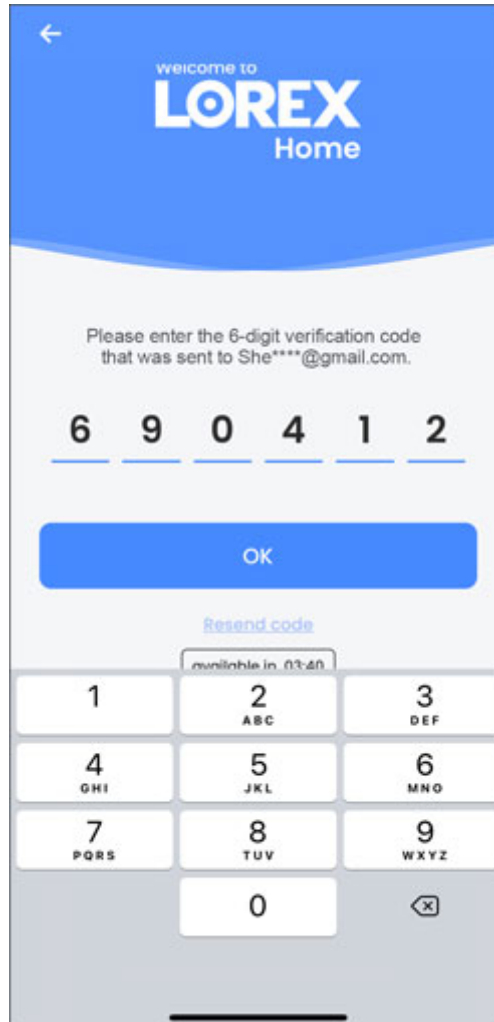 Welcome to
LOREX
Home
Please enter the 6-digit verification code
that was sent to She****@gmail.com.
6 9 0 4 1 2
OK
Resend code
available in 03:40
1 2 3
ABC DEF
4 5 6
GHI JKL MNO
7 8 9
PQRS TUV WXYZ
0